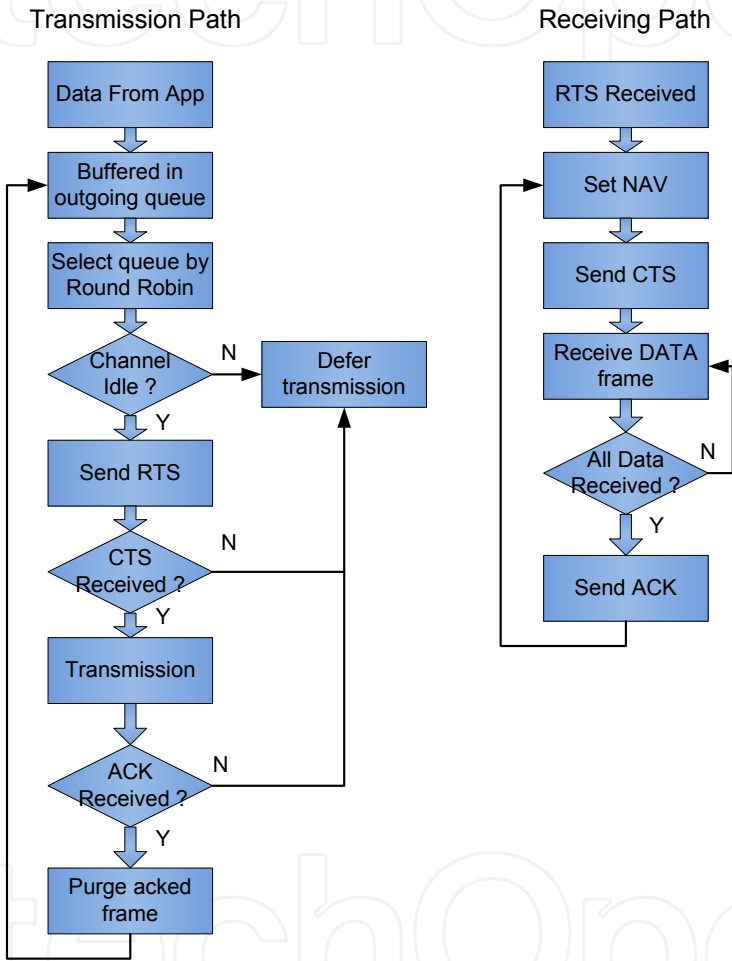 Transmission Path
Data From App
Buffered in
outgoing queue
Select queue by
Round Robin
Channel
Idle ?
N
Defer
transmission
Y
Send RTS
CTS
Received ?
N
Y
Transmission
ACK
Received ?
N
Y
Purge acked
frame
Receiving Path
RTS Received
Set NAV
Send CTS
Receive DATA
frame
All Data
Received ?
N
Y
Send ACK